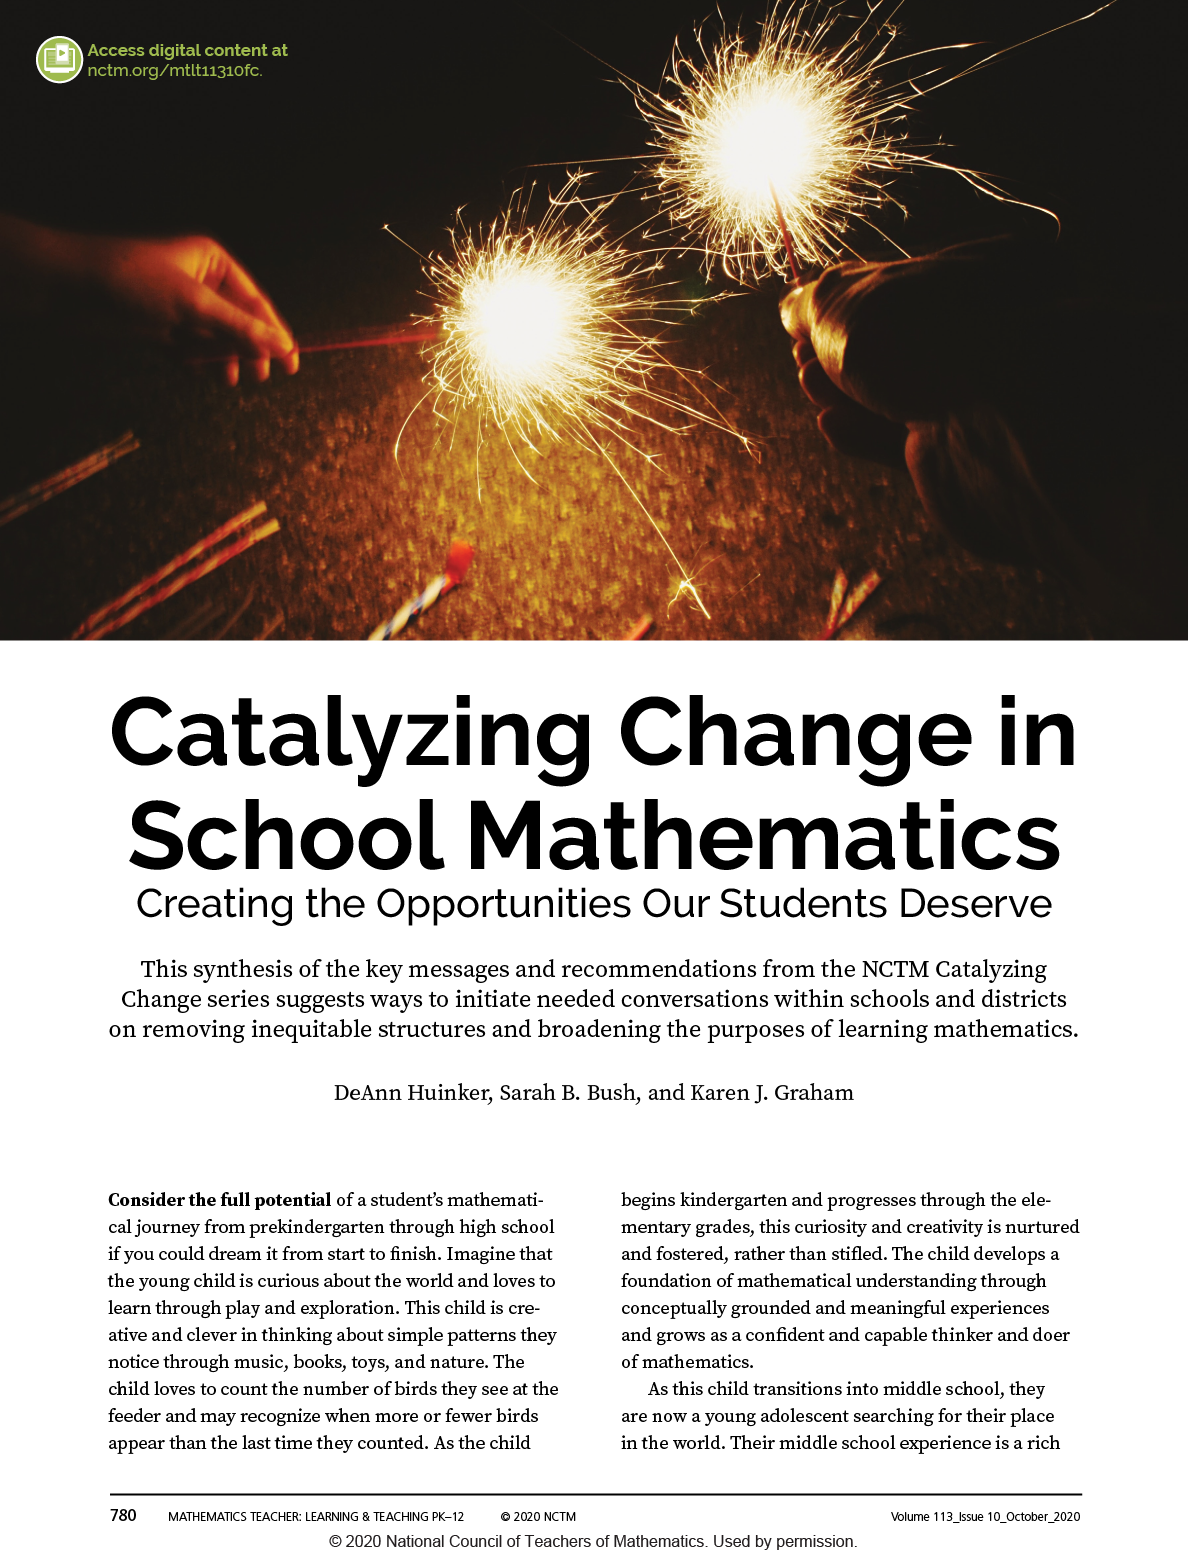 Access digital content at
nctm.org/mtlt11310fc.
Catalyzing Change in
School Mathematics
Creating the Opportunities Our Students Deserve
This synthesis of the key messages and recommendations from the NCTM Catalyzing
Change series suggests ways to initiate needed conversations within schools and districts
on removing inequitable structures and broadening the purposes of learning mathematics.
DeAnn Huinker, Sarah B. Bush, and Karen J. Graham
Consider the full potential of a student’s mathemati-
cal journey from prekindergarten through high school
if you could dream it from start to finish. Imagine that
the young child is curious about the world and loves to
learn through play and exploration. This child is cre-
ative and clever in thinking about simple patterns they
notice through music, books, toys, and nature. The
child loves to count the number of birds they see at the
feeder and may recognize when more or fewer birds
appear than the last time they counted. As the child
begins kindergarten and progresses through the ele-
mentary grades, this curiosity and creativity is nurtured
and fostered, rather than stifled. The child develops a
foundation of mathematical understanding through
conceptually grounded and meaningful experiences
and grows as a confident and capable thinker and doer
of mathematics.
As this child transitions into middle school, they
are now a young adolescent searching for their place
in the world. Their middle school experience is a rich
780 MATHEMATICS TEACHER: LEARNING & TEACHING PK–12 © 2020 NCTM Volume 113_Issue 10_October_2020
© 2020 National Council of Teachers of Mathematics. Used by permission.